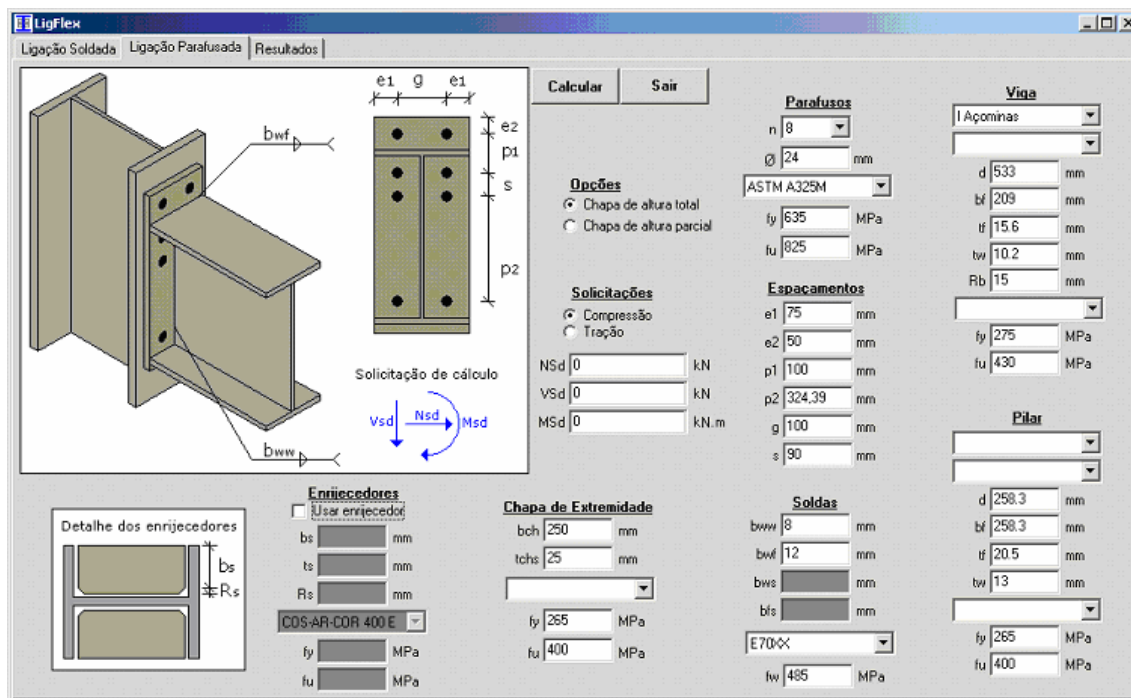 LigFlex
Ligação Soldada
Ligação Parafusada
Resultados
e1 g e1
e2
p1
s
p2
bwf
bww
Solicitação de cálculo
Vsd Nsd Msd
Calcular
Sair
Opções
Chapa de altura total
Chapa de altura parcial
Solicitações
Compressão
Tração
NSd 0 kN
VSd 0 kN
MSd 0 kN.m
Parafusos
n 8
Ø 24 mm
ASTM A325M
fy 635 MPa
fu 825 MPa
Espaçamentos
e1 75 mm
e2 50 mm
p1 100 mm
p2 324,39 mm
g 100 mm
s 90 mm
Viga
I Açominas
d 533 mm
bf 209 mm
tf 15.6 mm
tw 10.2 mm
Rb 15 mm
fy 275 MPa
fu 430 MPa
Pilar
d 258.3 mm
bf 258.3 mm
tf 20.5 mm
tw 13 mm
fy 265 MPa
fu 400 MPa
Detalhe dos enrijecedores
bs
Rs
Enrijecedores
Usar enrijecedor
bs mm
ts mm
Rs mm
COS-AR-COR 400 E
fy MPa
fu MPa
Chapa de Extremidade
bch 250 mm
tchs 25 mm
fy 265 MPa
fu 400 MPa
Soldas
bww 8 mm
bwf 12 mm
bws mm
bfs mm
E70XX
fw 485 MPa